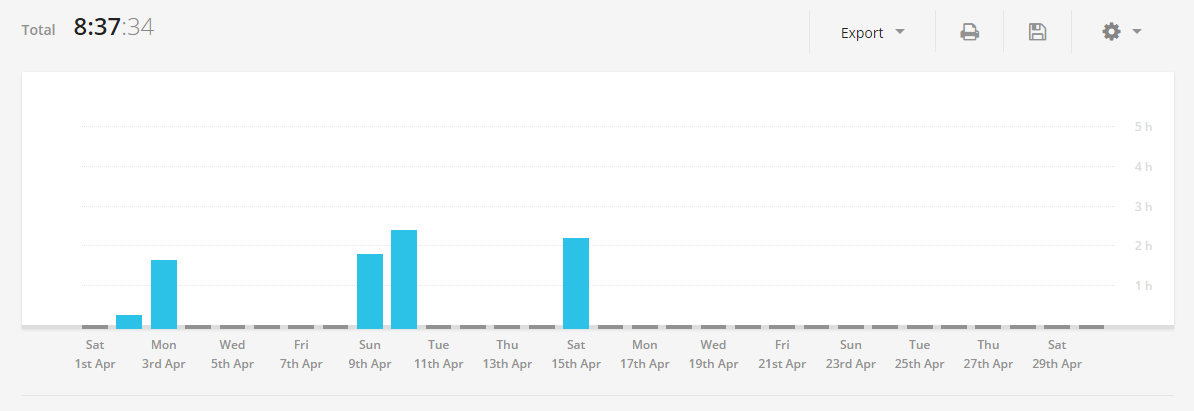 Total 8:37:34
Export
5 h
4 h
3 h
2 h
1 h
Sat Mon Wed Fri Sun Tue Thu Sat Mon Wed Fri Sun Tue Thu Sat
1st Apr 3rd Apr 5th Apr 7th Apr 9th Apr 11th Apr 13th Apr 15th Apr 17th Apr 19th Apr 21st Apr 23rd Apr 25th Apr 27th Apr 29th Apr